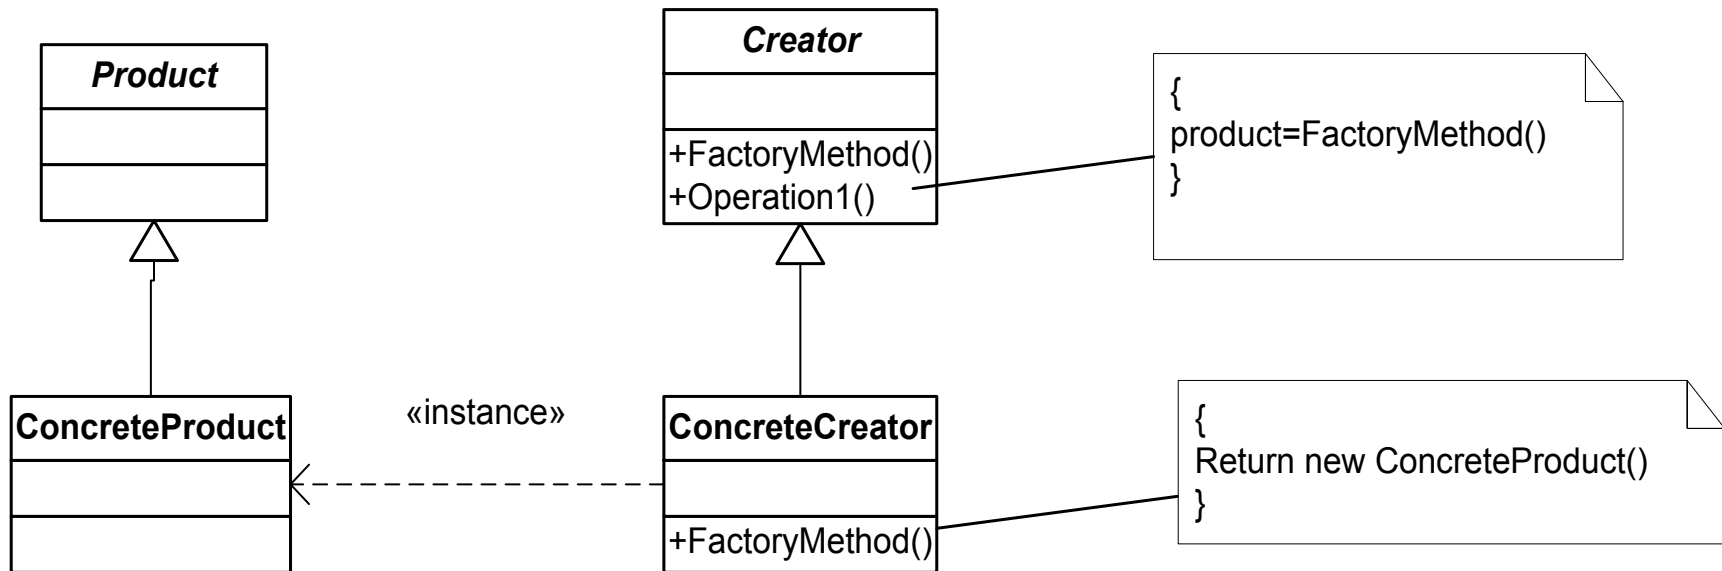 Product
Creator
+FactoryMethod()
+Operation1()
{
product=FactoryMethod()
}
ConcreteProduct
«instance»
ConcreteCreator
+FactoryMethod()
{
Return new ConcreteProduct()
}